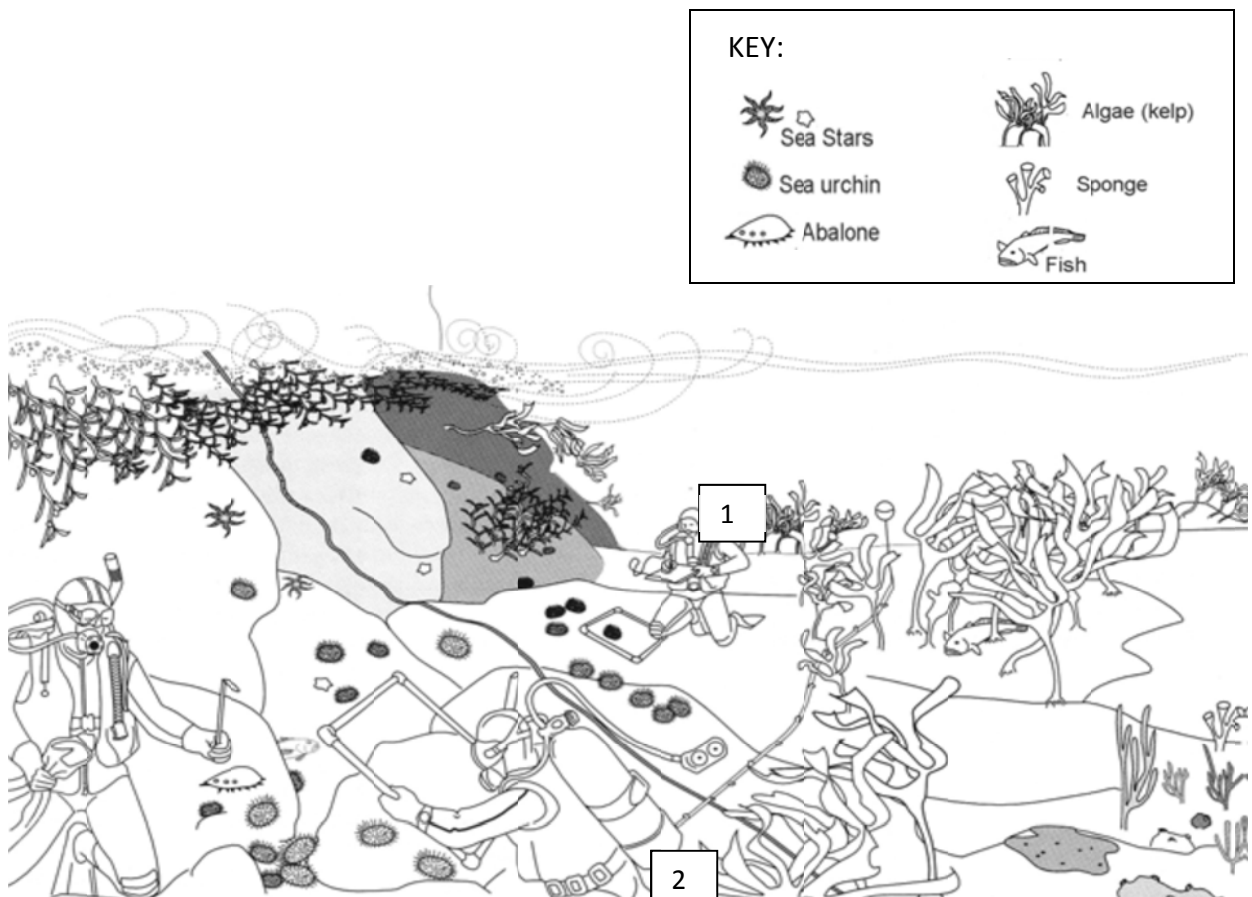 KEY:
Sea Stars
Algae (kelp)
Sea urchin
Sponge
Abalone
Fish
1
2